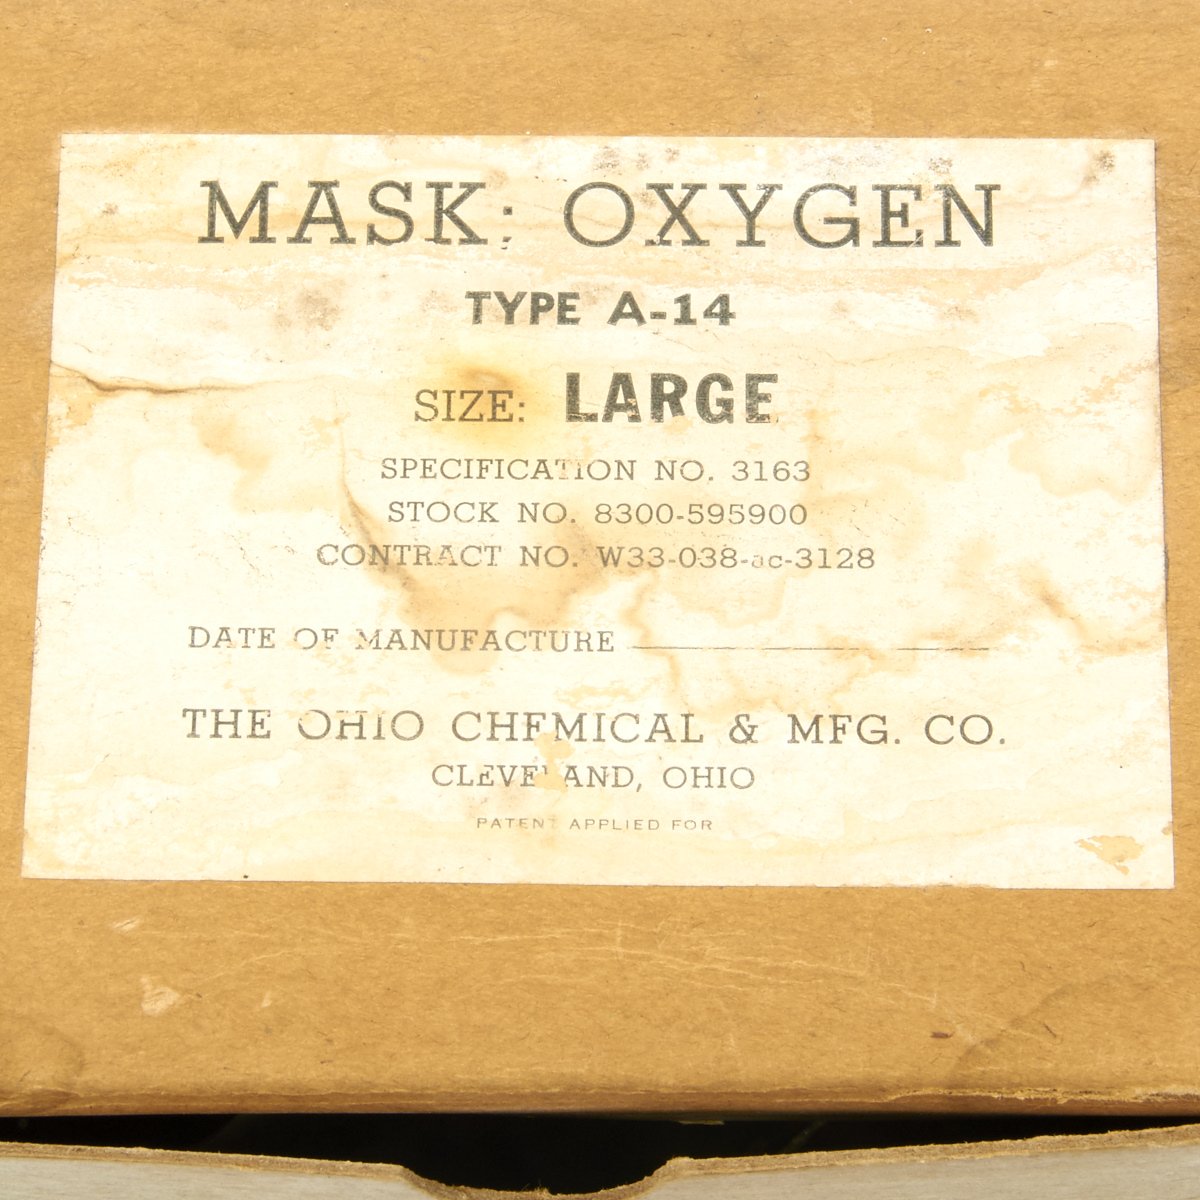 MASK: OXYGEN
TYPE A-14
SIZE: LARGE
SPECIFICATION NO. 3163
STOCK NO. 8300-595900
CONTRACT NO. W33-038-ac-3128
DATE OF MANUFACTURE
THE OHIO CHEMICAL & MFG. CO.
CLEVELAND, OHIO
PATENT APPLIED FOR